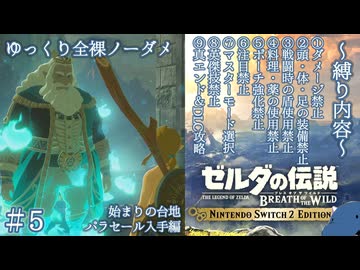 ゆっくり全裸ノーダメ
#5
始まりの台地
パラセール入手編
〜縛り内容〜
①ダメージ禁止
②頭・体・足の装備禁止
③戦闘時の盾使用禁止
④料理・薬の使用禁止
⑤ポーチ強化禁止
⑥注目禁止
⑦マスターモード選択
⑧英傑技禁止
⑨真エンド&DLC攻略
ゼルダの伝説
THE LEGEND OF ZELDA
BREATH OF THE WILD
NINTENDO SWITCH 2 EDITION